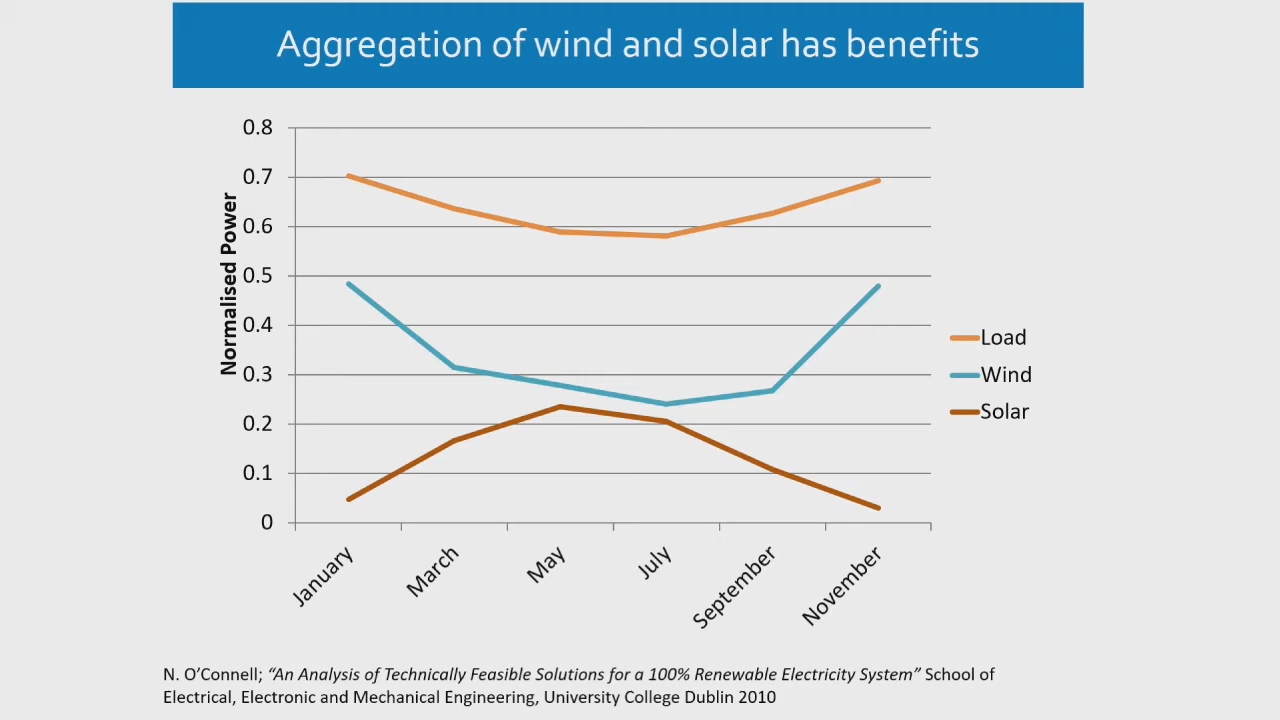 Aggregation of wind and solar has benefits
0.8
0.7
0.6
0.5
0.4
0.3
0.2
0.1
0
Normalised Power
January
March
May
July
September
November
Load
Wind
Solar
N. O’Connell; “An Analysis of Technically Feasible Solutions for a 100% Renewable Electricity System” School of
Electrical, Electronic and Mechanical Engineering, University College Dublin 2010